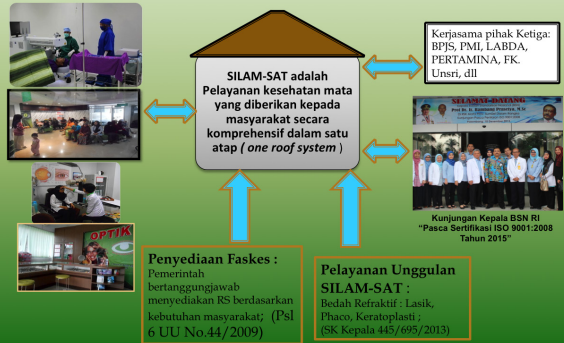 SILAM-SAT adalah
Pelayanan kesehatan mata
yang diberikan kepada
masyarakat secara
komprehensif dalam satu
atap ( one roof system )
Kerjasama pihak Ketiga:
BPJS, PMI, LABDA,
PERTAMINA, FK.
Unsri, dll
SELAMAT DATANG
OPTIK
Kunjungan Kepala BSN RI
“Pasca Sertifikasi ISO 9001:2008
Tahun 2015”
Penyediaan Faskes :
Pemerintah
bertanggungjawab
menyediakan RS berdasarkan
kebutuhan masyarakat; (Psl
6 UU No.44/2009)
Pelayanan Unggulan
SILAM-SAT :
Bedah Refraktif : Lasik,
Phaco, Keratoplasti ;
(SK Kepala 445/695/2013)